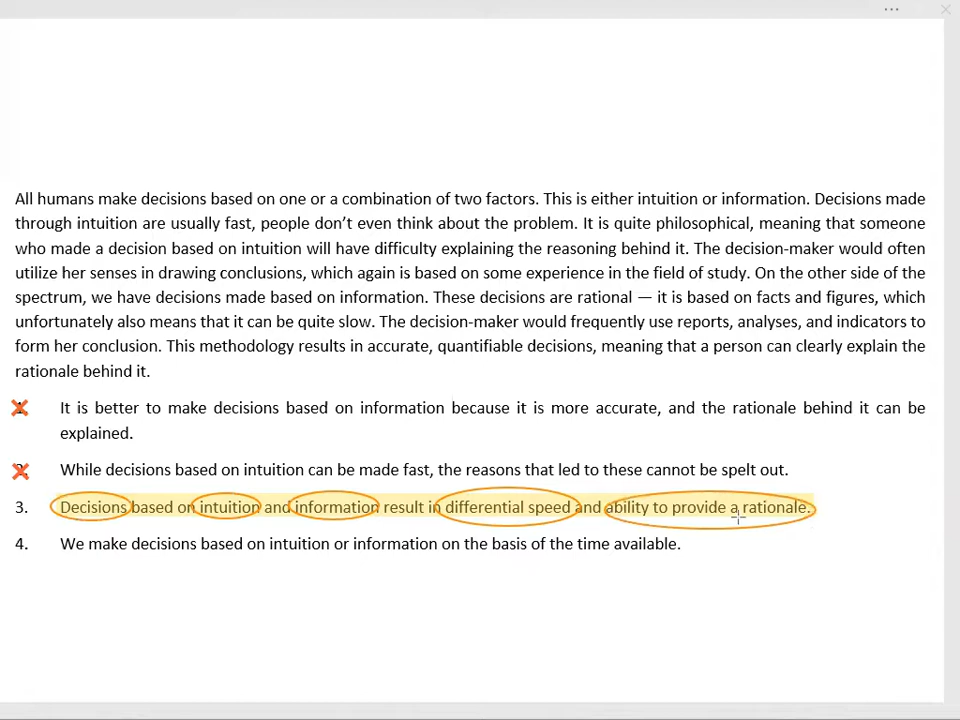 All humans make decisions based on one or a combination of two factors. This is either intuition or information. Decisions made
through intuition are usually fast, people don't even think about the problem. It is quite philosophical, meaning that someone
who made a decision based on intuition will have difficulty explaining the reasoning behind it. The decision-maker would often
utilize her senses in drawing conclusions, which again is based on some experience in the field of study. On the other side of the
spectrum, we have decisions made based on information. These decisions are rational — it is based on facts and figures, which
unfortunately also means that it can be quite slow. The decision-maker would frequently use reports, analyses, and indicators to
form her conclusion. This methodology results in accurate, quantifiable decisions, meaning that a person can clearly explain the
rationale behind it.
It is better to make decisions based on information because it is more accurate, and the rationale behind it can be
explained.
While decisions based on intuition can be made fast, the reasons that led to these cannot be spelt out.
3. Decisions based on intuition and information result in differential speed and ability to provide a rationale.
4. We make decisions based on intuition or information on the basis of the time available.